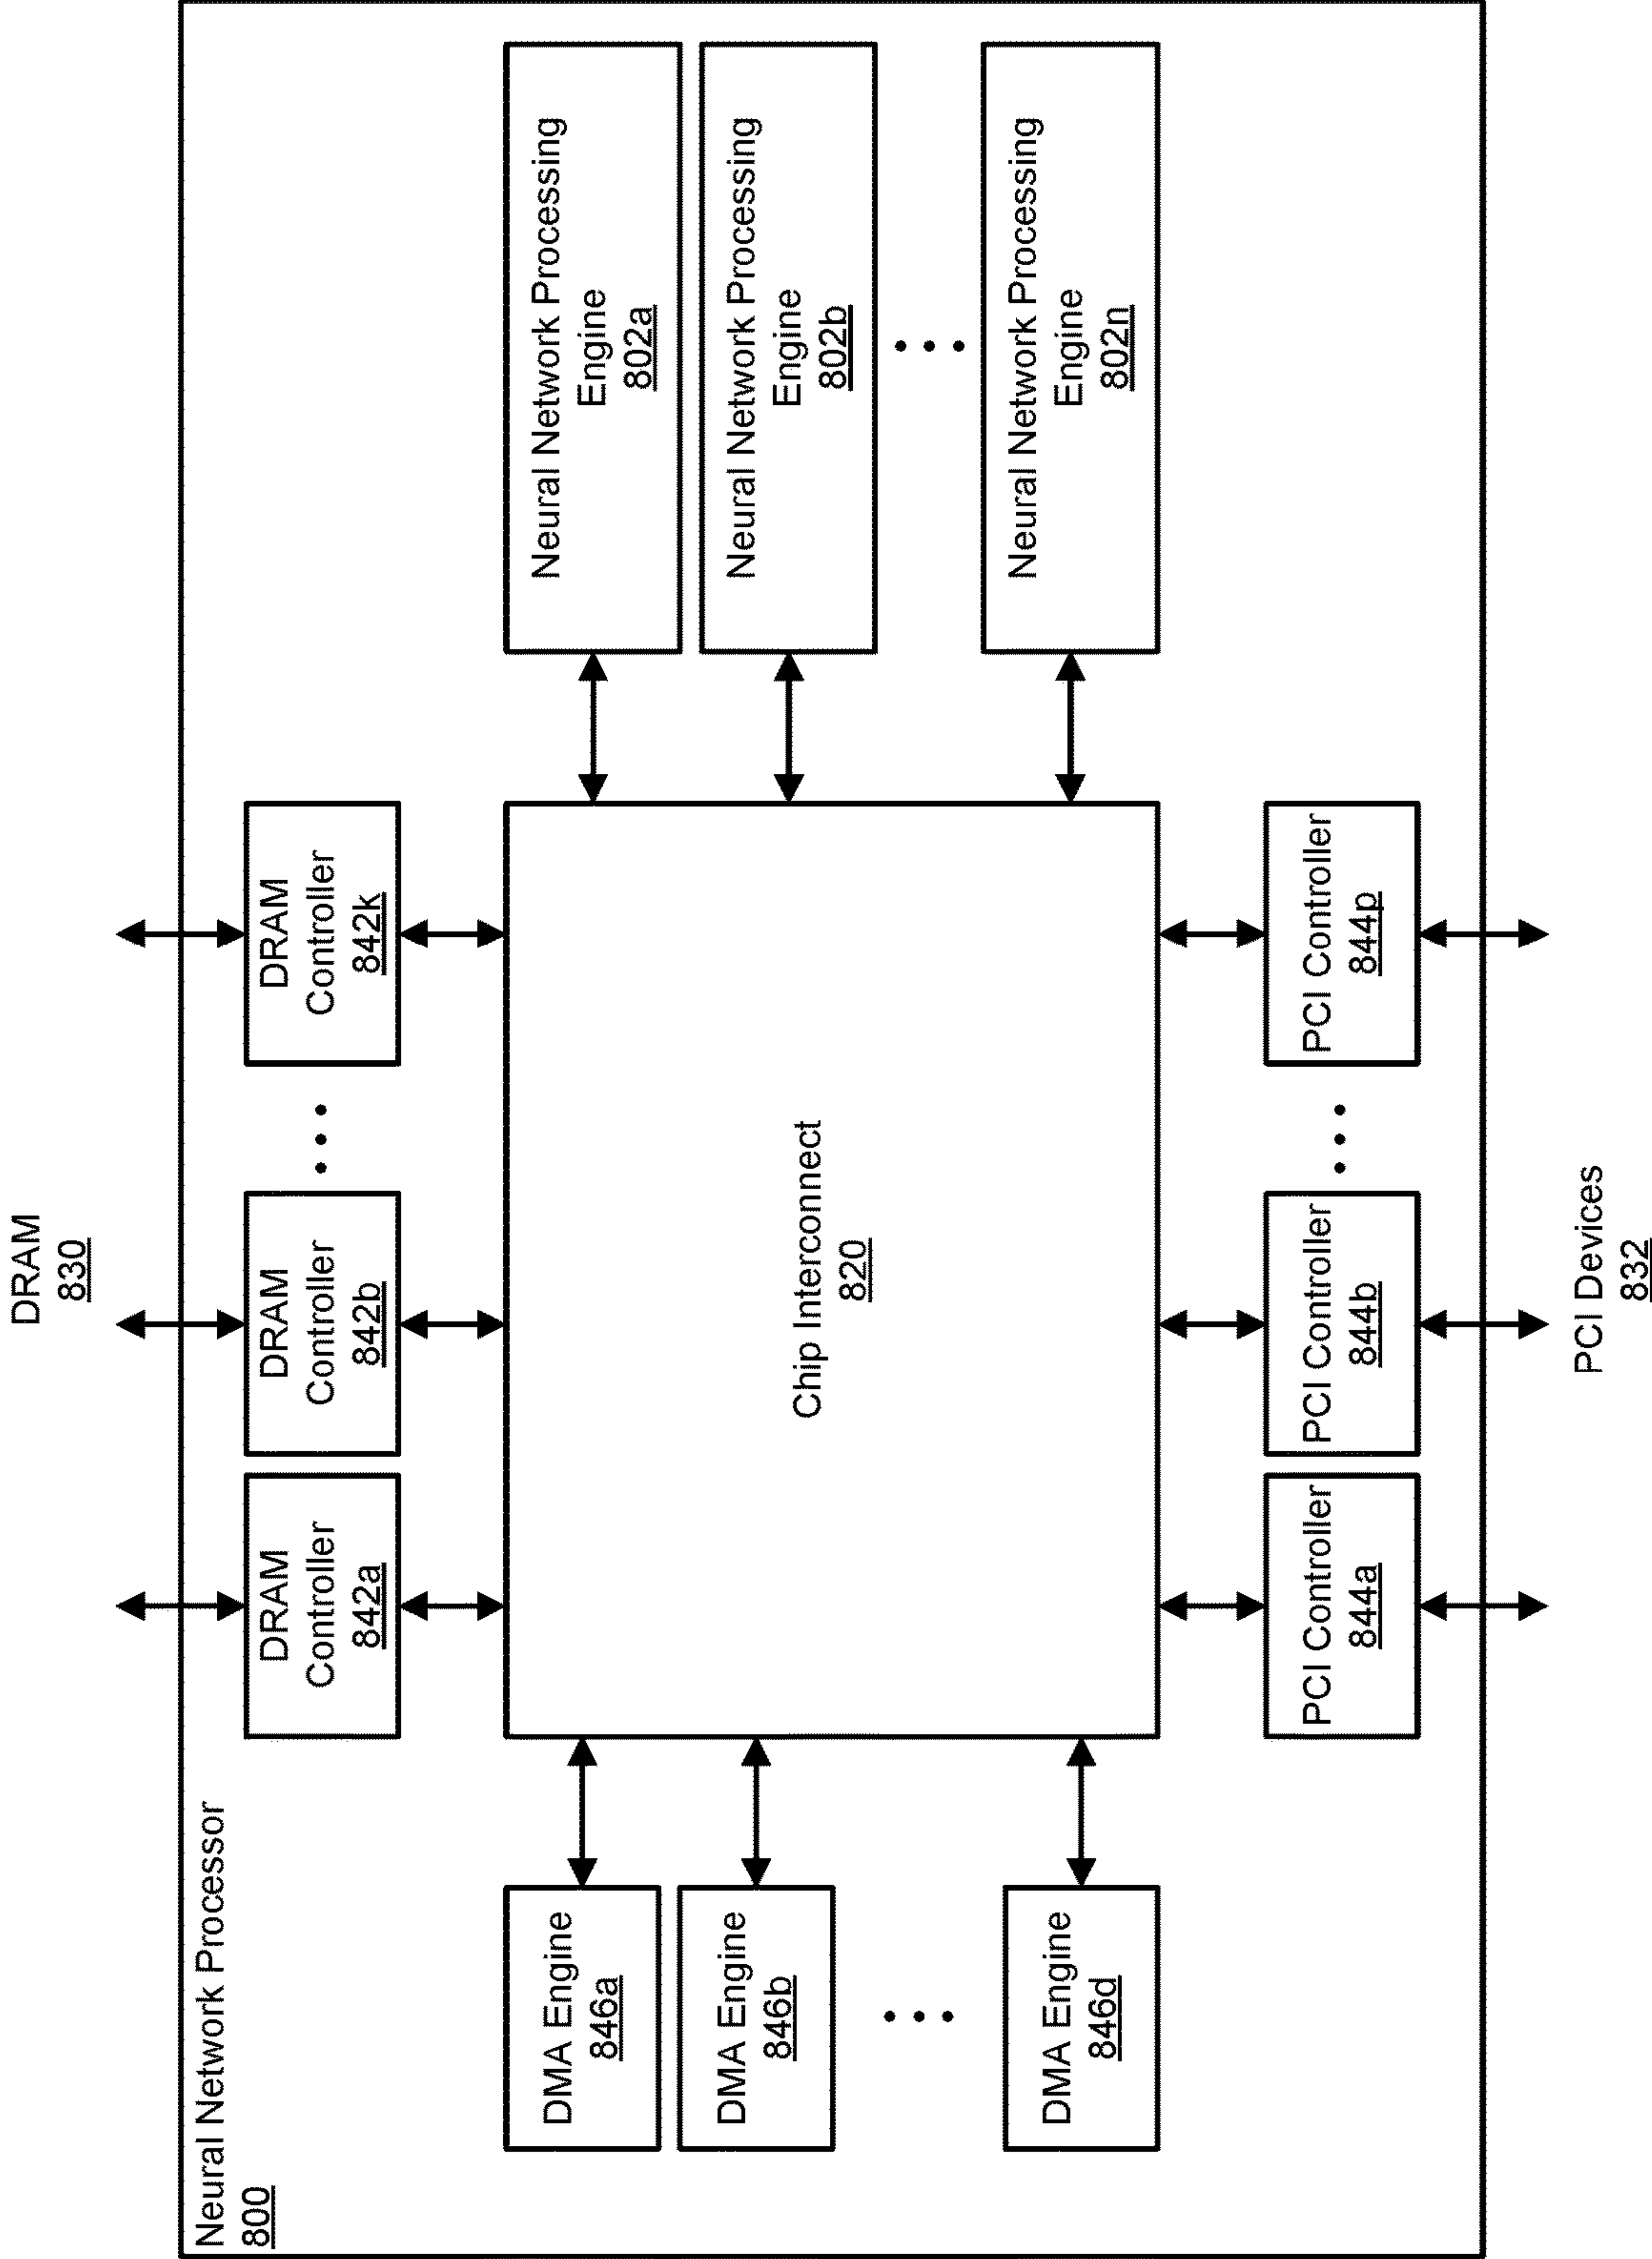 Neural Network Processor
800
DRAM
830
DRAM
Controller
842a
DRAM
Controller
842b
DRAM
Controller
842k
DMA Engine
846a
DMA Engine
846b
DMA Engine
846d
Chip Interconnect
820
Neural Network Processing
Engine
802a
Neural Network Processing
Engine
802b
Neural Network Processing
Engine
802n
PCI Controller
844a
PCI Controller
844b
PCI Controller
844p
PCI Devices
832